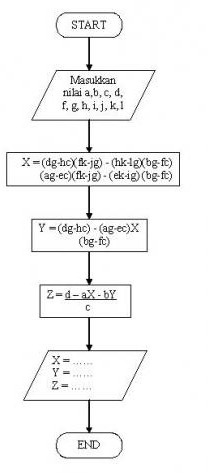 START
Masukkan
nilai a,b, c, d,
f, g, h, i, j, k, l
X = (dg-hc)(fk-jg) - (hk-lg)(bg-fc)
(ag-ec)(fk-jg) - (ek-ig)(bg-fc)
Y = (dg-hc) - (ag-ec)X
(bg-fc)
Z = d – aX - bY
c
X = ……
Y = ……
Z = ……
END